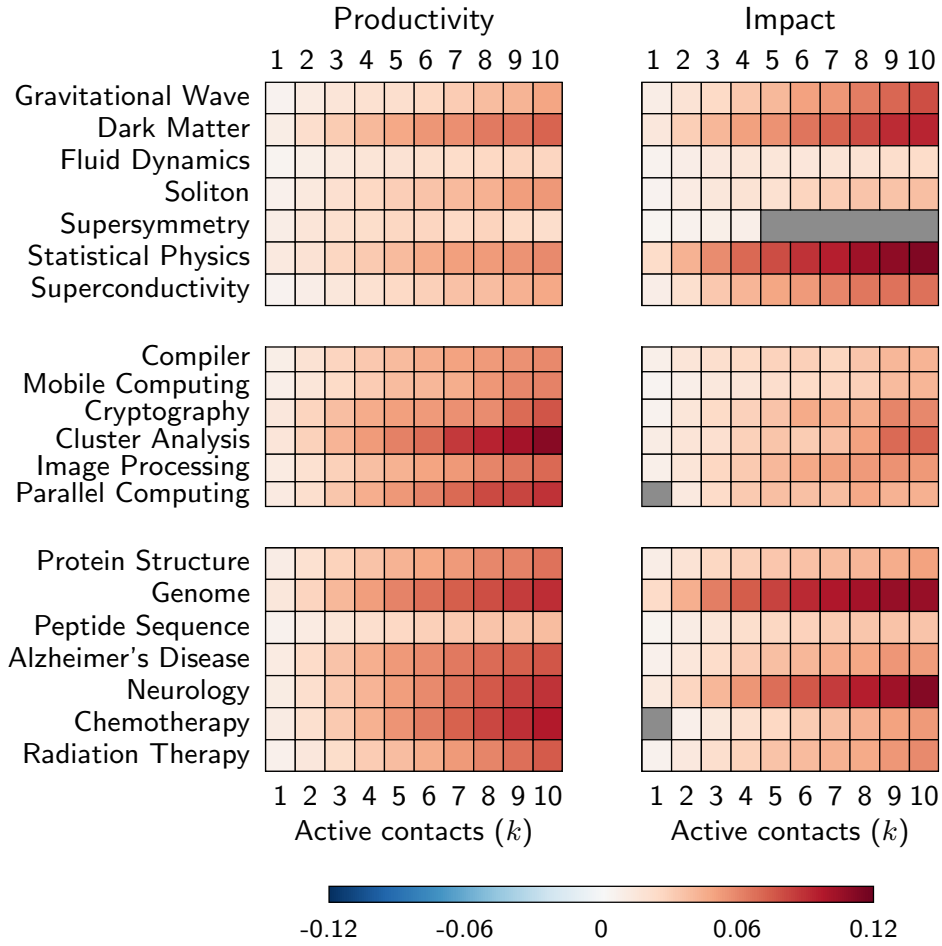 Productivity Impact
1 2 3 4 5 6 7 8 9 10 1 2 3 4 5 6 7 8 9 10
Gravitational Wave
Dark Matter
Fluid Dynamics
Soliton
Supersymmetry
Statistical Physics
Superconductivity
Compiler
Mobile Computing
Cryptography
Cluster Analysis
Image Processing
Parallel Computing
Protein Structure
Genome
Peptide Sequence
Alzheimer's Disease
Neurology
Chemotherapy
Radiation Therapy
1 2 3 4 5 6 7 8 9 10 1 2 3 4 5 6 7 8 9 10
Active contacts (k) Active contacts (k)
-0.12 -0.06 0 0.06 0.12